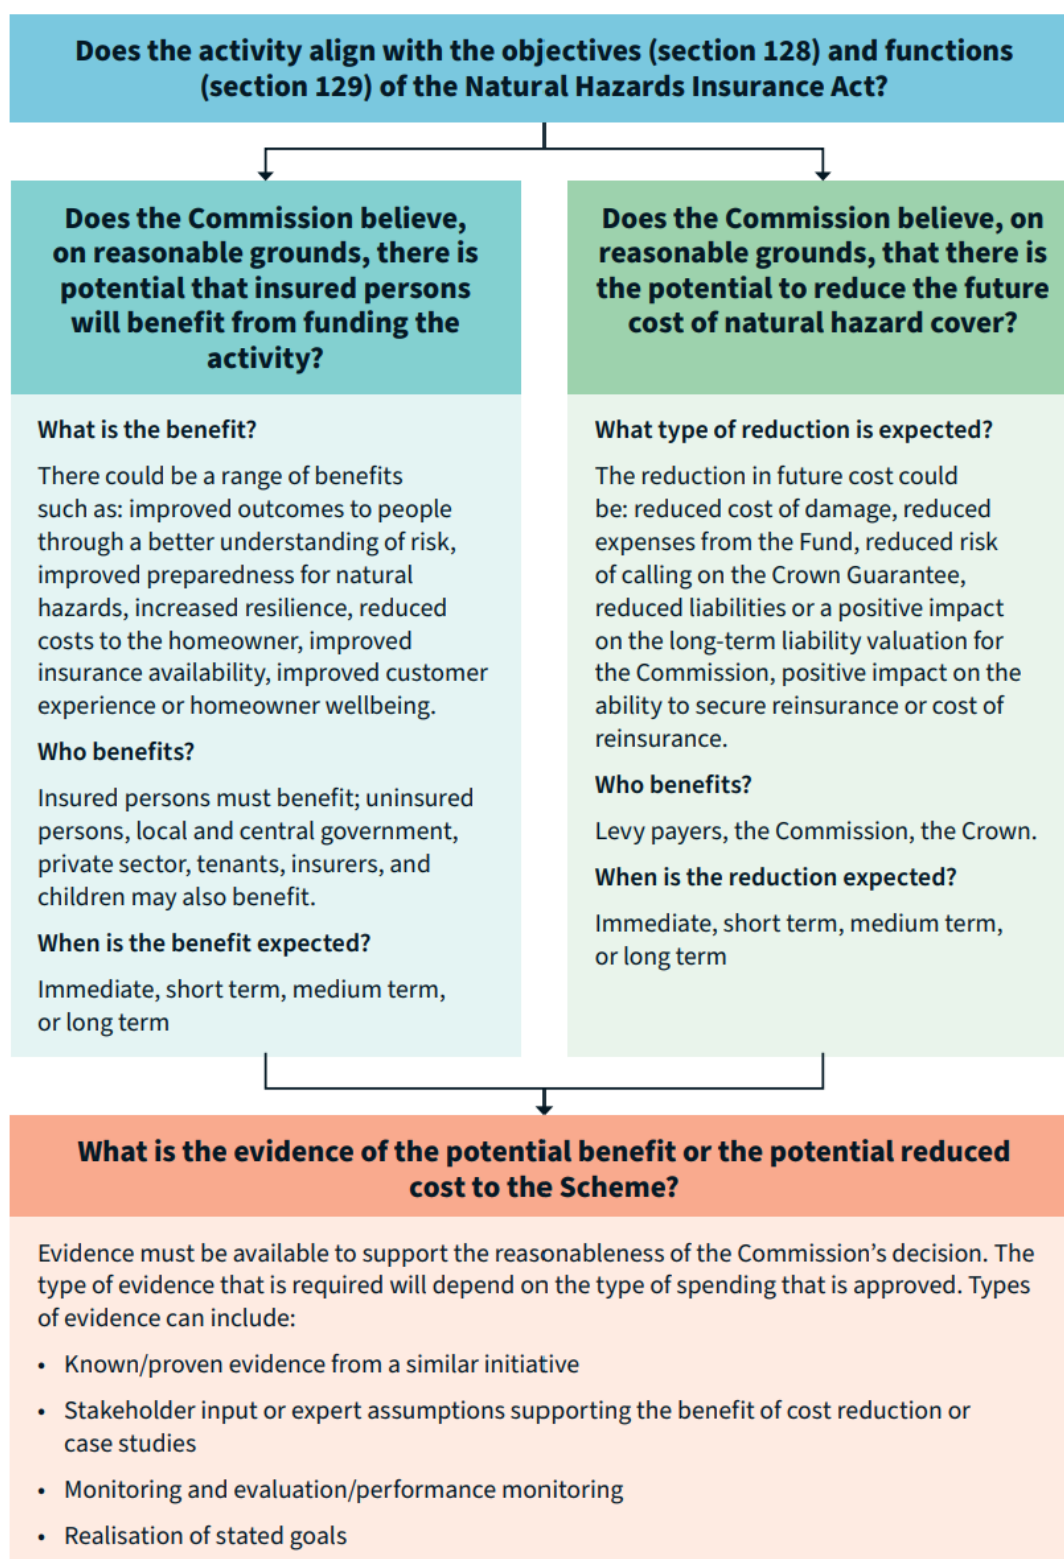 Does the activity align with the objectives (section 128) and functions
(section 129) of the Natural Hazards Insurance Act?
Does the Commission believe,
on reasonable grounds, there is
potential that insured persons
will benefit from funding the
activity?
What is the benefit?
There could be a range of benefits
such as: improved outcomes to people
through a better understanding of risk,
improved preparedness for natural
hazards, increased resilience, reduced
costs to the homeowner, improved
insurance availability, improved customer
experience or homeowner wellbeing.
Who benefits?
Insured persons must benefit; uninsured
persons, local and central government,
private sector, tenants, insurers, and
children may also benefit.
When is the benefit expected?
Immediate, short term, medium term,
or long term
Does the Commission believe, on
reasonable grounds, that there is
the potential to reduce the future
cost of natural hazard cover?
What type of reduction is expected?
The reduction in future cost could
be: reduced cost of damage, reduced
expenses from the Fund, reduced risk
of calling on the Crown Guarantee,
reduced liabilities or a positive impact
on the long-term liability valuation for
the Commission, positive impact on the
ability to secure reinsurance or cost of
reinsurance.
Who benefits?
Levy payers, the Commission, the Crown.
When is the reduction expected?
Immediate, short term, medium term,
or long term
What is the evidence of the potential benefit or the potential reduced
cost to the Scheme?
Evidence must be available to support the reasonableness of the Commission’s decision. The
type of evidence that is required will depend on the type of spending that is approved. Types
of evidence can include:
• Known/proven evidence from a similar initiative
• Stakeholder input or expert assumptions supporting the benefit of cost reduction or
case studies
• Monitoring and evaluation/performance monitoring
• Realisation of stated goals